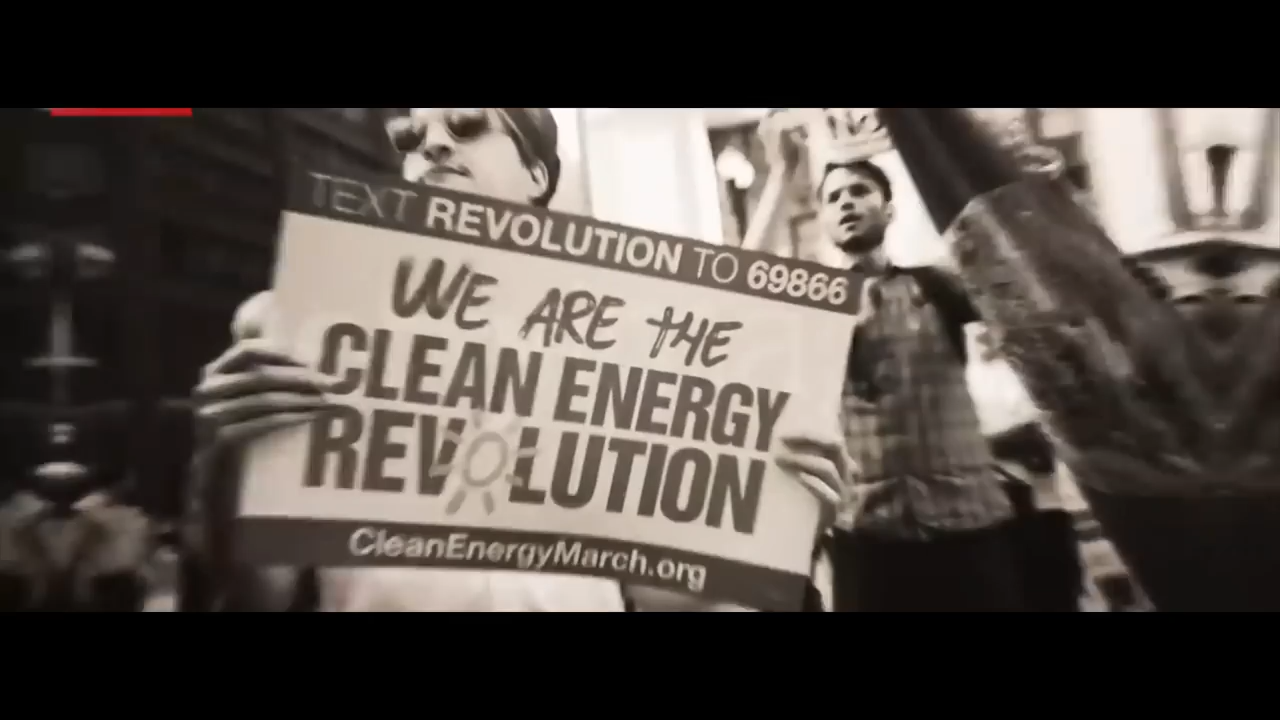 TEXT REVOLUTION TO 69866
WE ARE THE
CLEAN ENERGY
REVOLUTION
CleanEnergyMarch.org